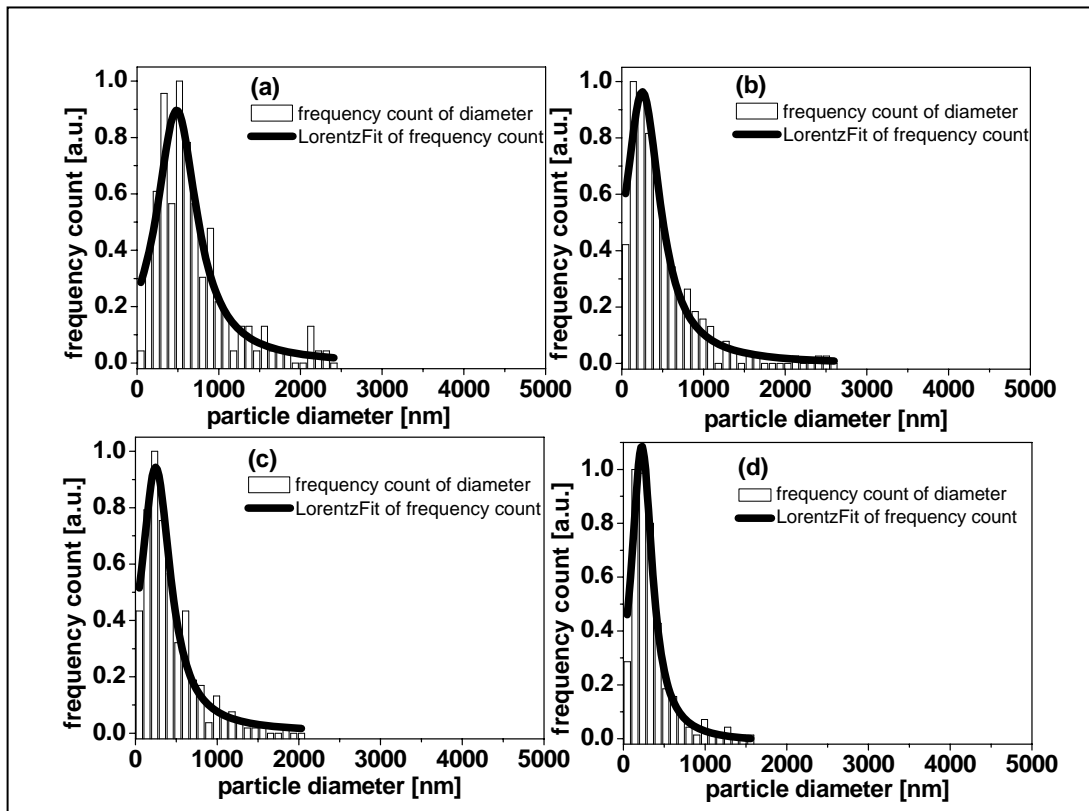 (a)
frequency count of diameter
LorentzFit of frequency count
frequency count [a.u.]
1.0
0.8
0.6
0.4
0.2
0.0
0 1000 2000 3000 4000 5000
particle diameter [nm]
(b)
frequency count of diameter
LorentzFit of frequency count
frequency count [a.u.]
1.0
0.8
0.6
0.4
0.2
0.0
0 1000 2000 3000 4000 5000
particle diameter [nm]
(c)
frequency count of diameter
LorentzFit of frequency count
frequency count [a.u.]
1.0
0.8
0.6
0.4
0.2
0.0
0 1000 2000 3000 4000 5000
particle diameter [nm]
(d)
frequency count of diameter
LorentzFit of frequency count
frequency count [a.u.]
1.0
0.8
0.6
0.4
0.2
0.0
0 1000 2000 3000 4000 5000
particle diameter [nm]